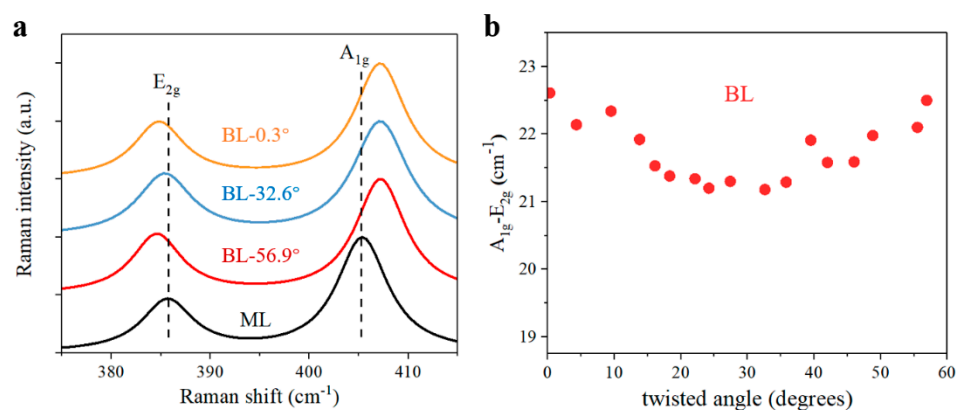 a
Raman intensity (a.u.)
E2g
A1g
BL-0.3°
BL-32.6°
BL-56.9°
ML
380
390
400
410
Raman shift (cm-1)
b
A1g-E2g (cm-1)
23
22
21
20
19
BL
0
10
20
30
40
50
60
twisted angle (degrees)